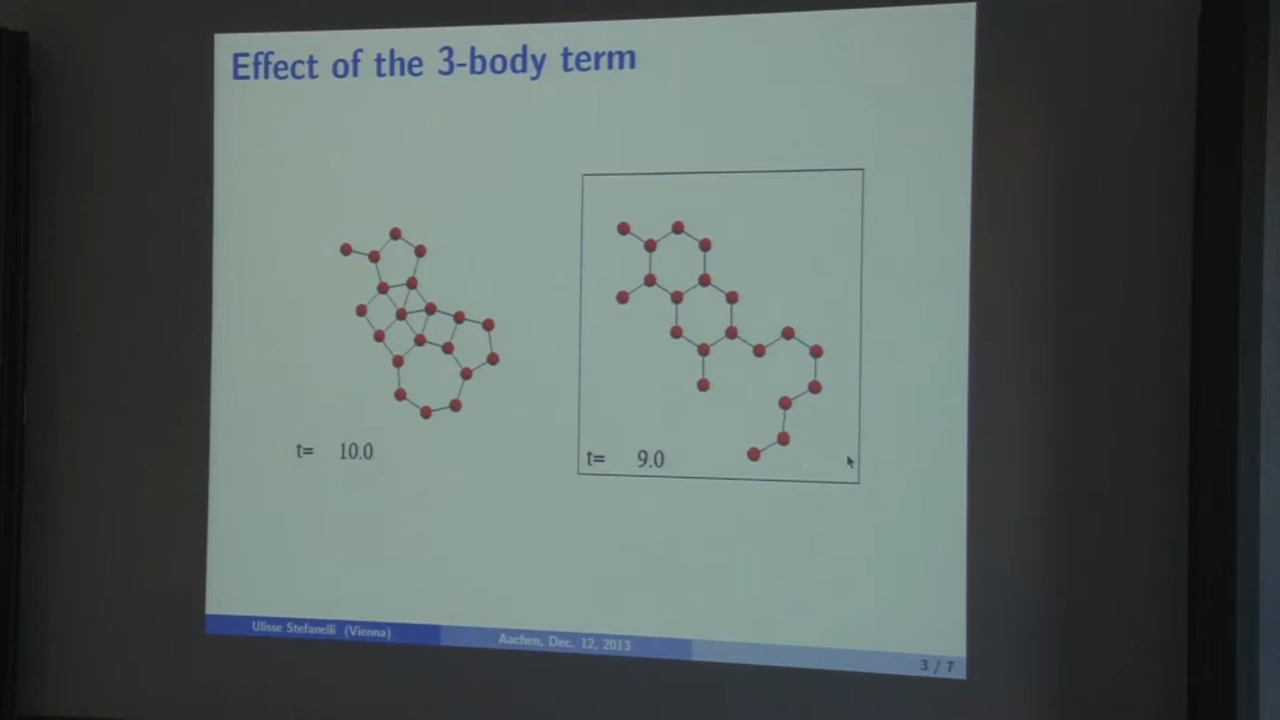 Effect of the 3-body term
t= 10.0
t= 9.0
Ulisse Stefanelli (Vienna)
Aachen, Dec. 12, 2013
3 / 7